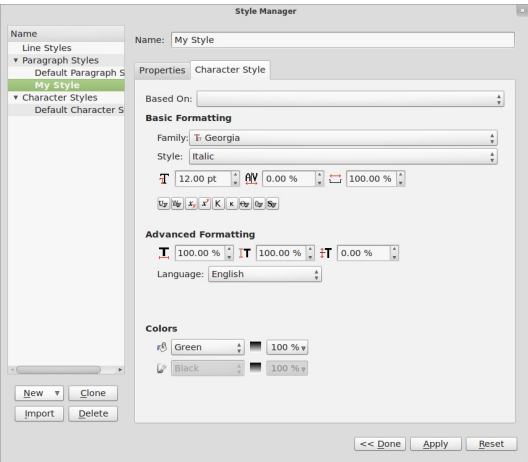 Style Manager
Name
Line Styles
Paragraph Styles
Default Paragraph S
My Style
Character Styles
Default Character S
New
Clone
Import
Delete
Name: My Style
Properties Character Style
Based On:
Basic Formatting
Family: Georgia
Style: Italic
12.00 pt 0.00 % 100.00 %
Advanced Formatting
100.00 % 100.00 % 0.00 %
Language: English
Colors
Green 100 %
Black 100 %
<< Done Apply Reset